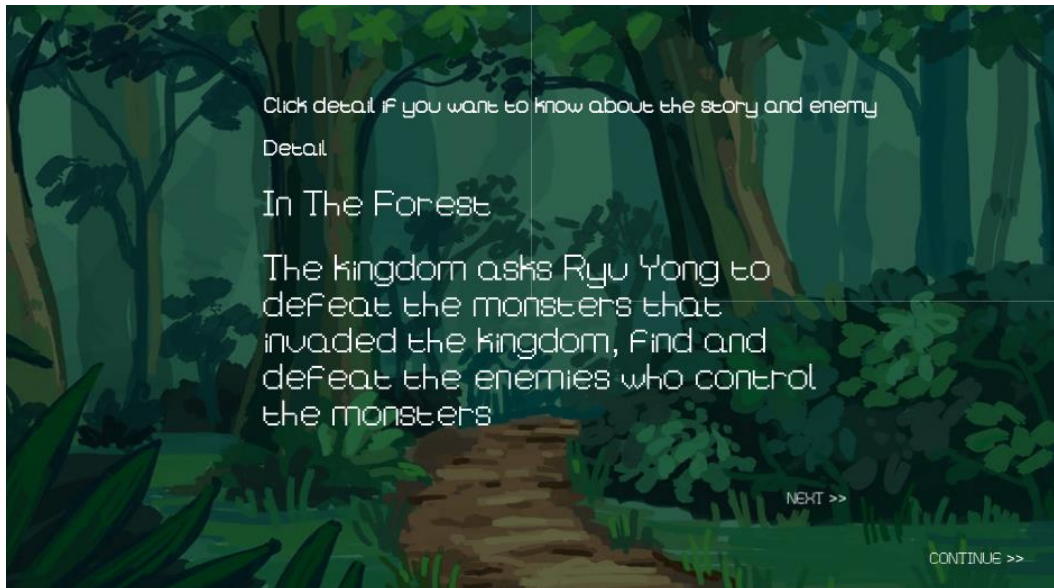 Click detail if you want to know about the story and enemy
Detail
In The Forest
The kingdom asks Ryu Yong to
defeat the monsters that
invaded the kingdom, find and
defeat the enemies who control
the monsters
NEXT >>
CONTINUE >>